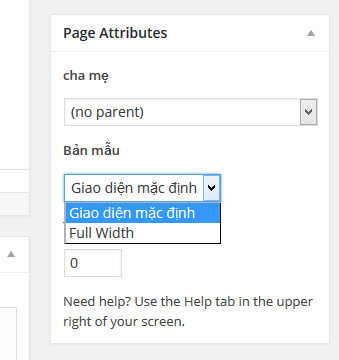 Page Attributes
cha mẹ
(no parent)
Bản mẫu
Giao diện mặc định
Giao diện mặc định
Full Width
0
Need help? Use the Help tab in the upper
right of your screen.